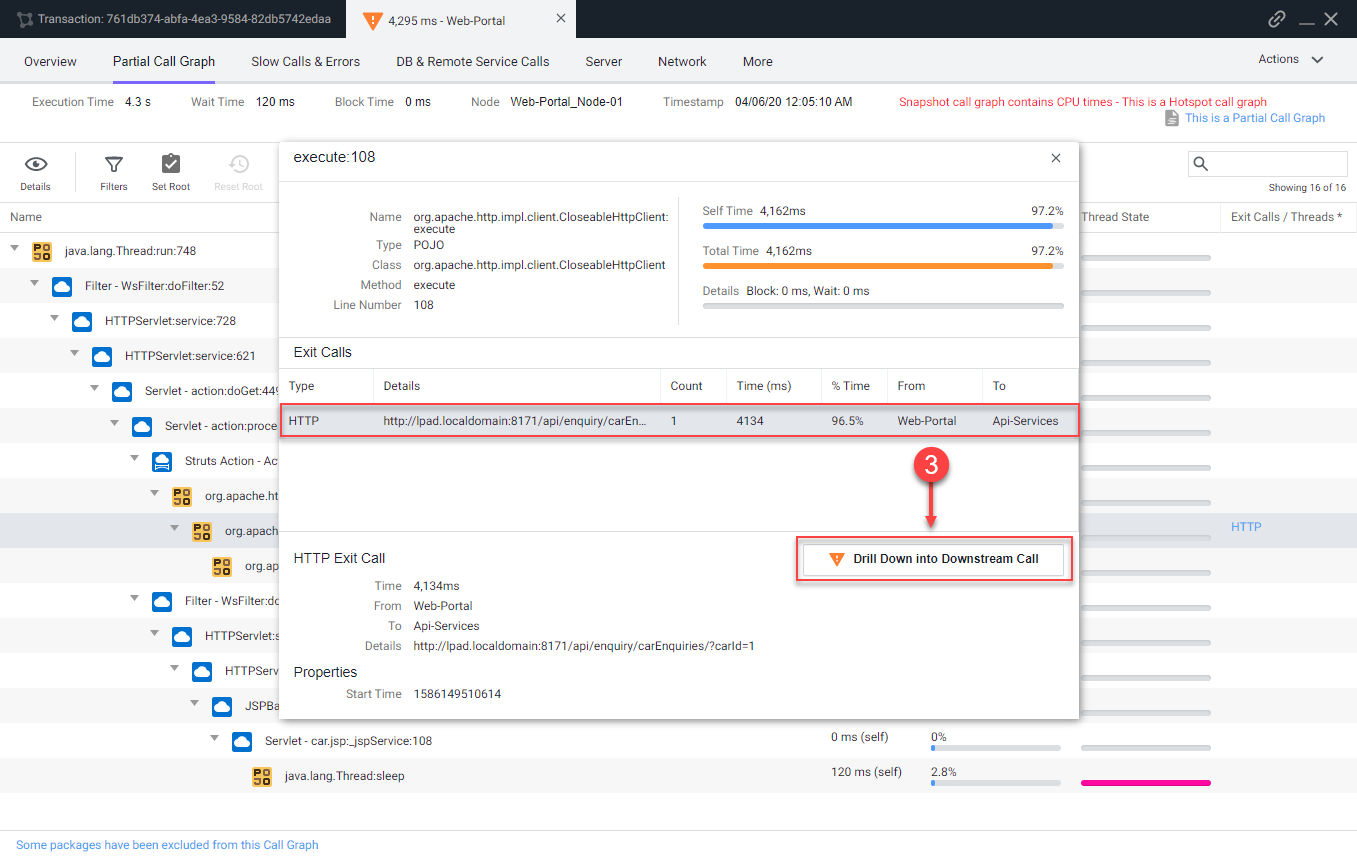 Transaction: 761db374-abfa-4ea3-9584-82db5742edaa
4,295 ms - Web-Portal
Overview
Partial Call Graph
Slow Calls & Errors
DB & Remote Service Calls
Server
Network
More
Actions
Execution Time 4.3 s
Wait Time 120 ms
Block Time 0 ms
Node Web-Portal_Node-01
Timestamp 04/06/20 12:05:10 AM
Snapshot call graph contains CPU times - This is a Hotspot call graph
This is a Partial Call Graph
Details
Filters
Set Root
Reset Root
Showing 16 of 16
Name
Thread State
Exit Calls / Threads *
POJO java.lang.Thread:run:748
Filter - WsFilter:doFilter:52
HTTPServlet:service:728
HTTPServlet:service:621
Servlet - action:doGet:449
Servlet - action:proce
Struts Action - Ac
POJO org.apache.ht
POJO org.apach
HTTP
POJO org.ap
Filter - WsFilter:do
HTTPServlet:s
HTTPServ
JSPBa
Servlet - car.jsp:_jspService:108
0 ms (self)
0%
POJO java.lang.Thread:sleep
120 ms (self)
2.8%
execute:108
Name org.apache.http.impl.client.CloseableHttpClient:
execute
Type POJO
Class org.apache.http.impl.client.CloseableHttpClient
Method execute
Line Number 108
Self Time 4,162ms 97.2%
Total Time 4,162ms 97.2%
Details Block: 0 ms, Wait: 0 ms
Exit Calls
Type Details Count Time (ms) % Time From To
HTTP http://lpad.localdomain:8171/api/enquiry/carEn... 1 4134 96.5% Web-Portal Api-Services
3
HTTP Exit Call
Drill Down into Downstream Call
Time 4,134ms
From Web-Portal
To Api-Services
Details http://lpad.localdomain:8171/api/enquiry/carEnquiries/?carId=1
Properties
Start Time 1586149510614
Some packages have been excluded from this Call Graph